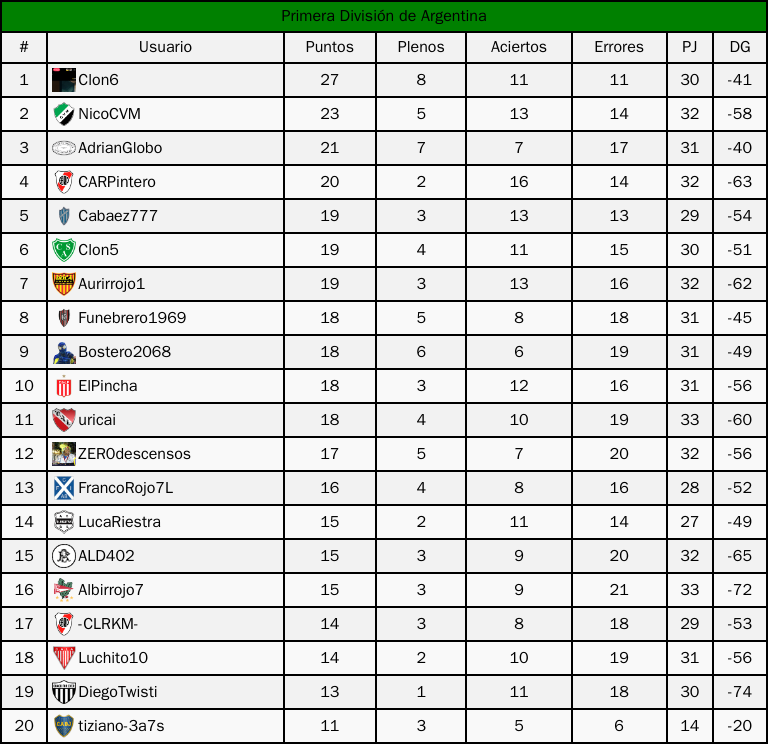 Primera División de Argentina
# Usuario Puntos Plenos Aciertos Errores PJ DG
1 Clon6 27 8 11 11 30 -41
2 NicoCVM 23 5 13 14 32 -58
3 AdrianGlobo 21 7 7 17 31 -40
4 CARPintero 20 2 16 14 32 -63
5 Cabaez777 19 3 13 13 29 -54
6 Clon5 19 4 11 15 30 -51
7 Aurirrojo1 19 3 13 16 32 -62
8 Funebrero1969 18 5 8 18 31 -45
9 Bostero2068 18 6 6 19 31 -49
10 ElPincha 18 3 12 16 31 -56
11 uricai 18 4 10 19 33 -60
12 ZER0descensos 17 5 7 20 32 -56
13 FrancoRojo7L 16 4 8 16 28 -52
14 LucaRiestra 15 2 11 14 27 -49
15 ALD402 15 3 9 20 32 -65
16 Albirrojo7 15 3 9 21 33 -72
17 -CLRKM- 14 3 8 18 29 -53
18 Luchito10 14 2 10 19 31 -56
19 DiegoTwisti 13 1 11 18 30 -74
20 tiziano-3a7s 11 3 5 6 14 -20